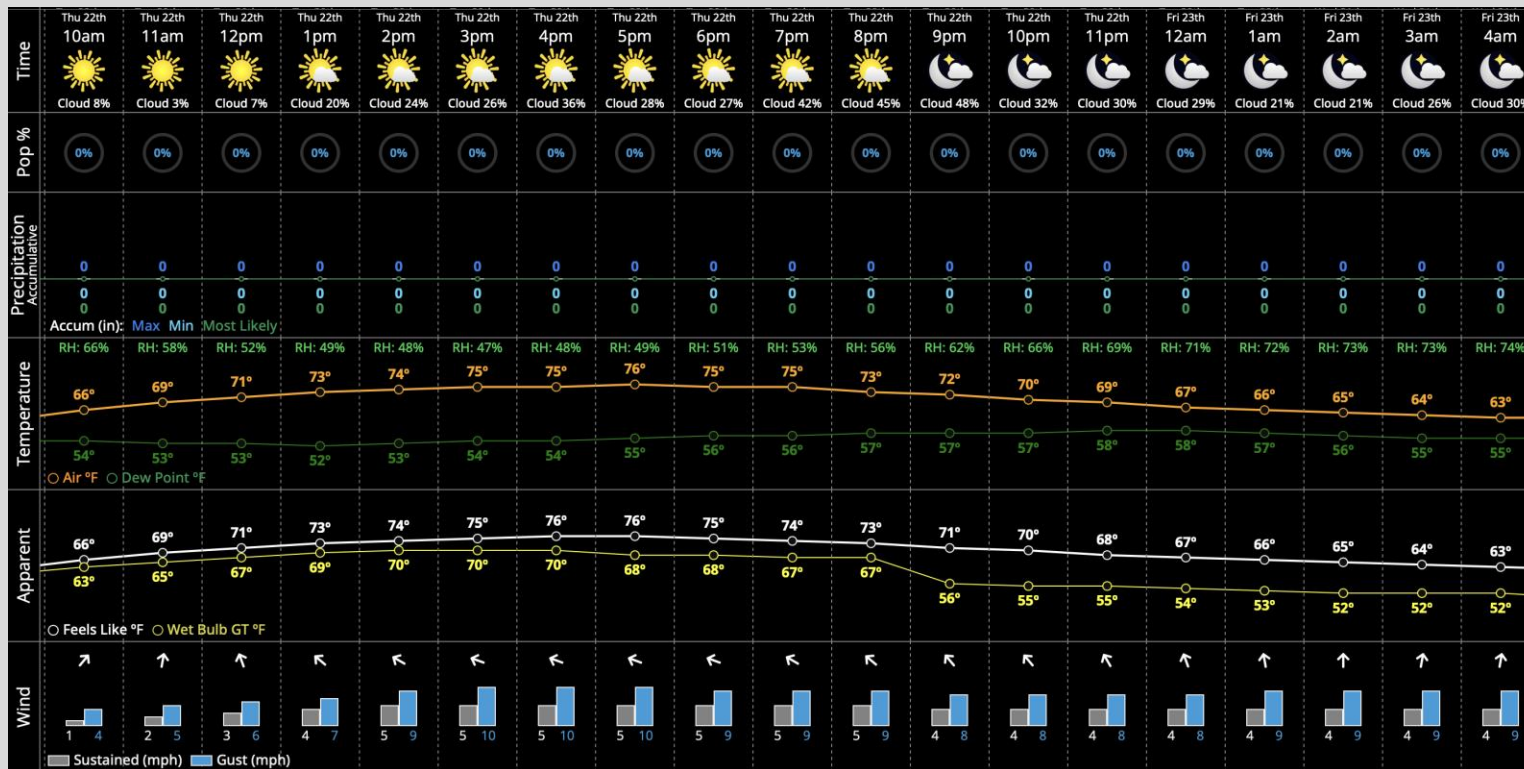 Thu 22th Thu 22th Thu 22th Thu 22th Thu 22th Thu 22th Thu 22th Thu 22th Thu 22th Thu 22th Thu 22th Thu 22th Thu 22th Thu 22th Fri 23th Fri 23th Fri 23th Fri 23th Fri 23th
Time 10am 11am 12pm 1pm 2pm 3pm 4pm 5pm 6pm 7pm 8pm 9pm 10pm 11pm 12am 1am 2am 3am 4am
Cloud 8% Cloud 3% Cloud 7% Cloud 20% Cloud 24% Cloud 26% Cloud 36% Cloud 28% Cloud 27% Cloud 42% Cloud 45% Cloud 48% Cloud 32% Cloud 30% Cloud 29% Cloud 21% Cloud 21% Cloud 26% Cloud 30%
Pop % 0% 0% 0% 0% 0% 0% 0% 0% 0% 0% 0% 0% 0% 0% 0% 0% 0% 0% 0%
Precipitation
Accumulative
0 0 0 0 0 0 0 0 0 0 0 0 0 0 0 0 0 0 0
0 0 0 0 0 0 0 0 0 0 0 0 0 0 0 0 0 0 0
0 0 0 0 0 0 0 0 0 0 0 0 0 0 0 0 0 0 0
Accum (in): Max Min Most Likely
Temperature
RH: 66% RH: 58% RH: 52% RH: 49% RH: 48% RH: 47% RH: 48% RH: 49% RH: 51% RH: 53% RH: 56% RH: 62% RH: 66% RH: 69% RH: 71% RH: 72% RH: 73% RH: 73% RH: 74%
66° 69° 71° 73° 74° 75° 75° 76° 75° 75° 73° 72° 70° 69° 67° 66° 65° 64° 63°
54° 53° 53° 52° 53° 54° 54° 55° 56° 56° 57° 57° 57° 58° 58° 57° 56° 55° 55°
Air ºF Dew Point ºF
Apparent
66° 69° 71° 73° 74° 75° 76° 76° 75° 74° 73° 71° 70° 68° 67° 66° 65° 64° 63°
63° 65° 67° 69° 70° 70° 70° 68° 68° 67° 67° 56° 55° 55° 54° 53° 52° 52° 52°
Feels Like ºF Wet Bulb GT ºF
Wind
1 4 2 5 3 6 4 7 5 9 5 10 5 10 5 10 5 9 5 9 5 9 4 8 4 8 4 8 4 8 4 9 4 9 4 9 4 9
Sustained (mph) Gust (mph)